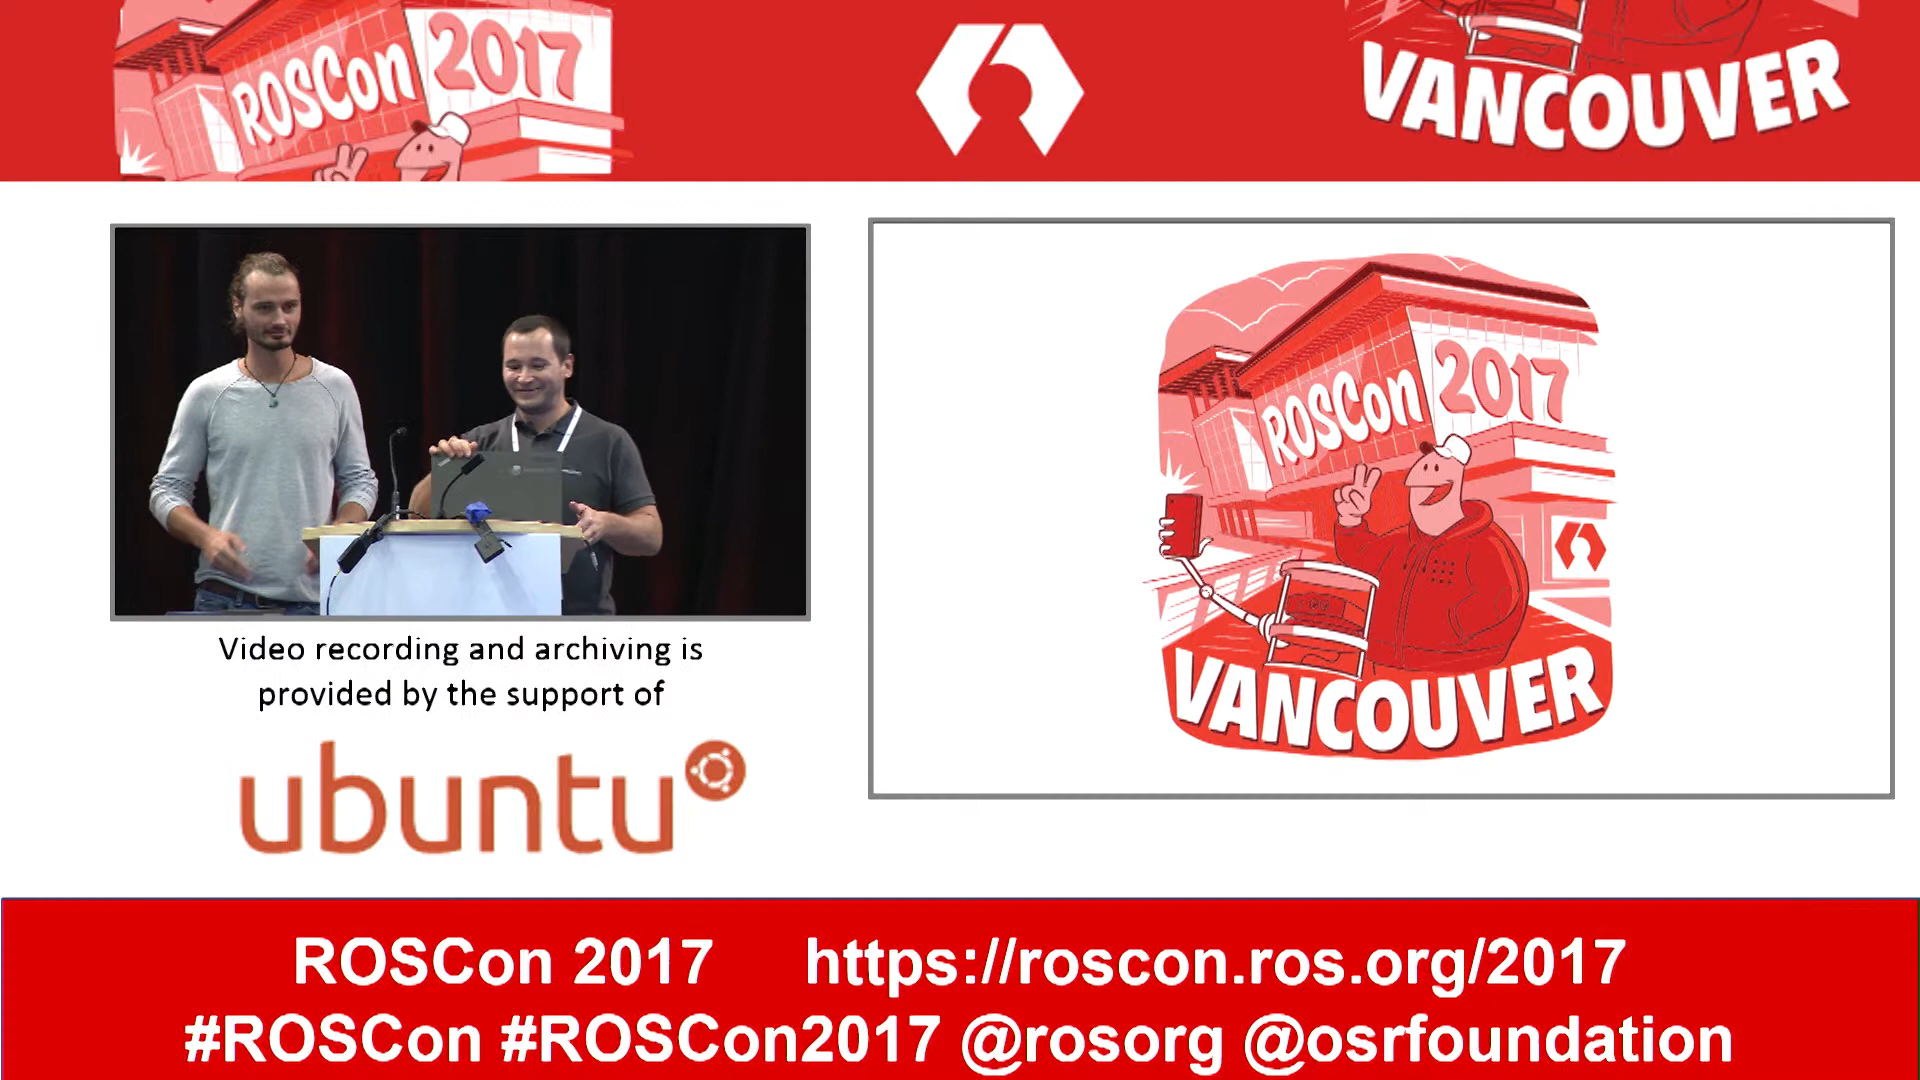 ROSCon 2017
VANCOUVER
ROSCon 2017
VANCOUVER
Video recording and archiving is
provided by the support of
ubuntu
ROSCon 2017 https://roscon.ros.org/2017
#ROSCon #ROSCon2017 @rosorg @osrfoundation